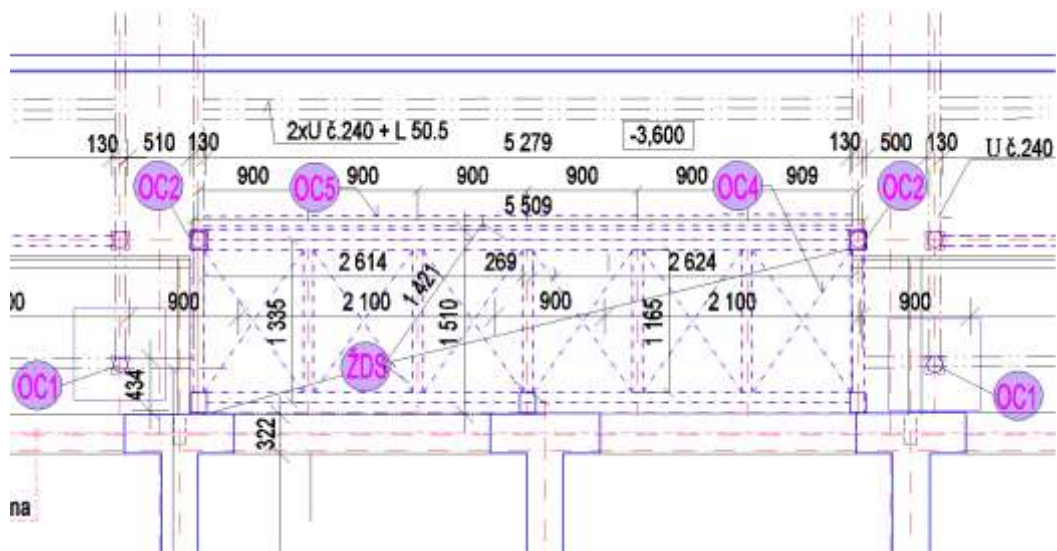 2xU č.240 + L 50.5
-3,600
130 510 130 5 279 130 500 130
U č.240
OC2 900 OC5 900 900 900 900 OC4 909 OC2
5 509
2 614 269 2 624
1 421
900 2 100 900 2 100 900
1 335 1 510 1 165
ŽDS
OC1 OC1
434
322
na